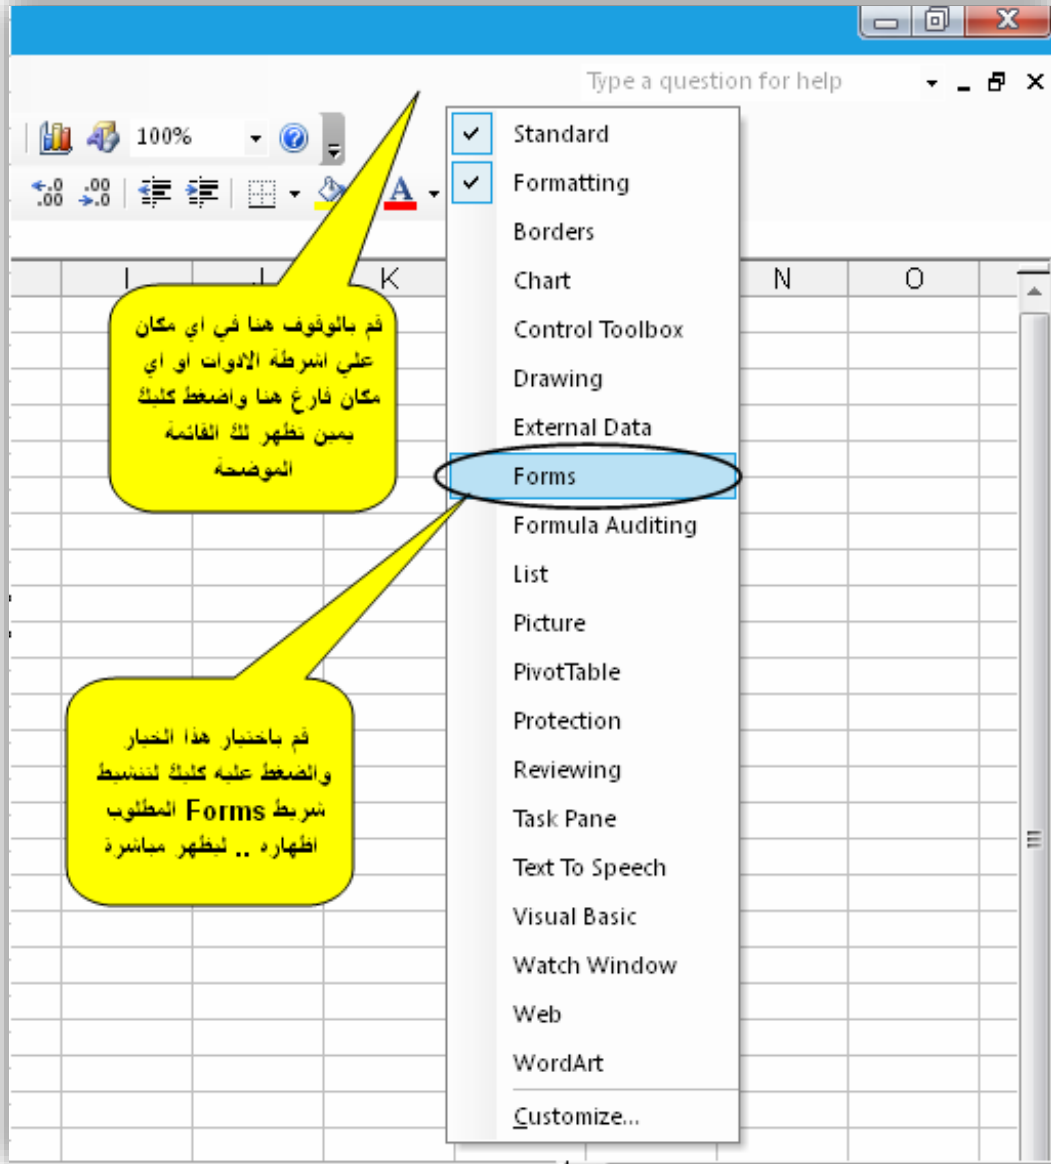 Type a question for help
100%
Standard
Formatting
Borders
I J K N O
Chart
قم بالوقوف هنا في اي مكان
علي اشرطة الادوات او اي
مكان فارغ هنا واضغط كليك
يمين تظهر لك القائمة
الموضحة
Control Toolbox
Drawing
External Data
Forms
Formula Auditing
List
Picture
PivotTable
Protection
قم باختيار هذا الخيار
والضغط عليه كليك لتنشيط
شريط Forms المطلوب
اظهاره .. ليظهر مباشرة
Reviewing
Task Pane
Text To Speech
Visual Basic
Watch Window
Web
WordArt
Customize...